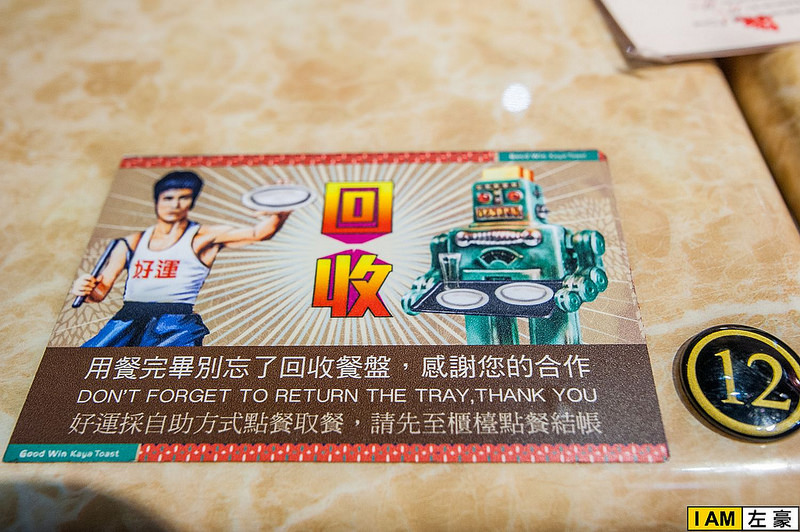 Good Win Kaya Toast
回
收
好運
用餐完畢別忘了回收餐盤，感謝您的合作
DON'T FORGET TO RETURN THE TRAY,THANK YOU
好運採自助方式點餐取餐，請先至櫃檯點餐結帳
Good Win Kaya Toast
12
I AM 左豪